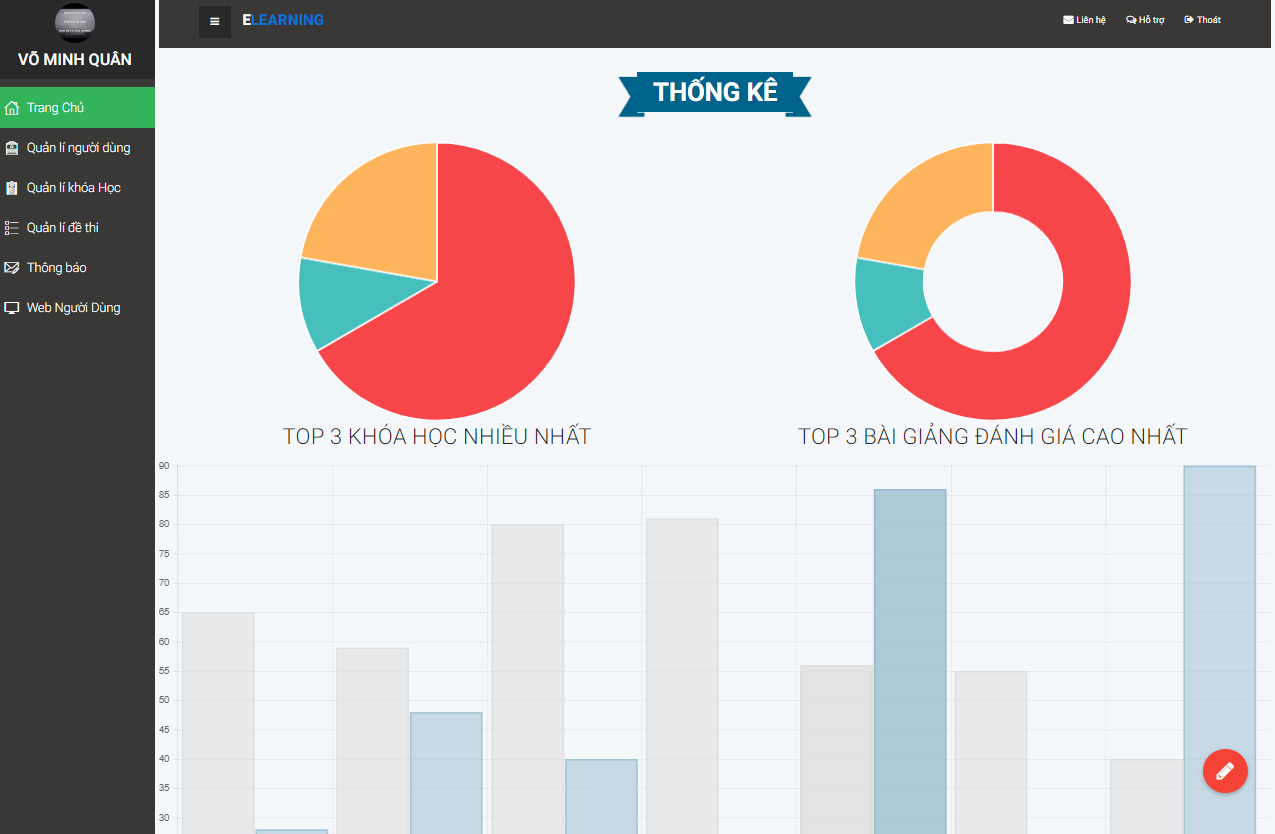 VÕ MINH QUÂN
Trang Chủ
Quản lí người dùng
Quản lí khóa Học
Quản lí đề thi
Thông báo
Web Người Dùng
ELEARNING
Liên hệ
Hỗ trợ
Thoát
THỐNG KÊ
TOP 3 KHÓA HỌC NHIỀU NHẤT
TOP 3 BÀI GIẢNG ĐÁNH GIÁ CAO NHẤT
90
85
80
75
70
65
60
55
50
45
40
35
30